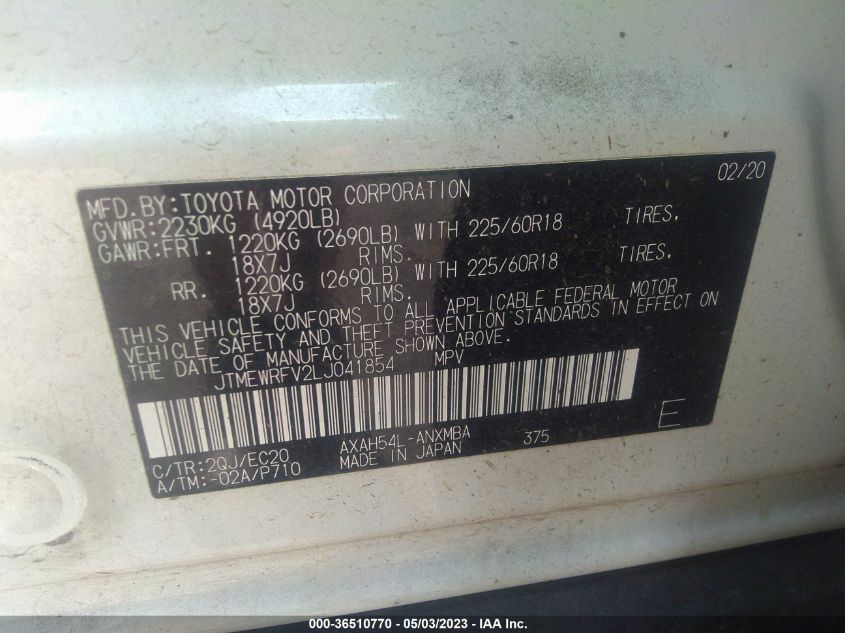 02/20
MFD.BY:TOYOTA MOTOR CORPORATION
GVWR:2230KG (4920LB)
GAWR:FRT. 1220KG (2690LB) WITH 225/60R18 TIRES,
18X7J RIMS,
RR. 1220KG (2690LB) WITH 225/60R18 TIRES,
18X7J RIMS.
THIS VEHICLE CONFORMS TO ALL APPLICABLE FEDERAL MOTOR
VEHICLE SAFETY AND THEFT PREVENTION STANDARDS IN EFFECT ON
THE DATE OF MANUFACTURE SHOWN ABOVE.
JTMEWRFV2LJ041854 MPV
C/TR:2QJ/EC20 AXAH54L-ANXMBA 375 E
A/TM:-02A/P710 MADE IN JAPAN
000-36510770 - 05/03/2023 - IAA Inc.